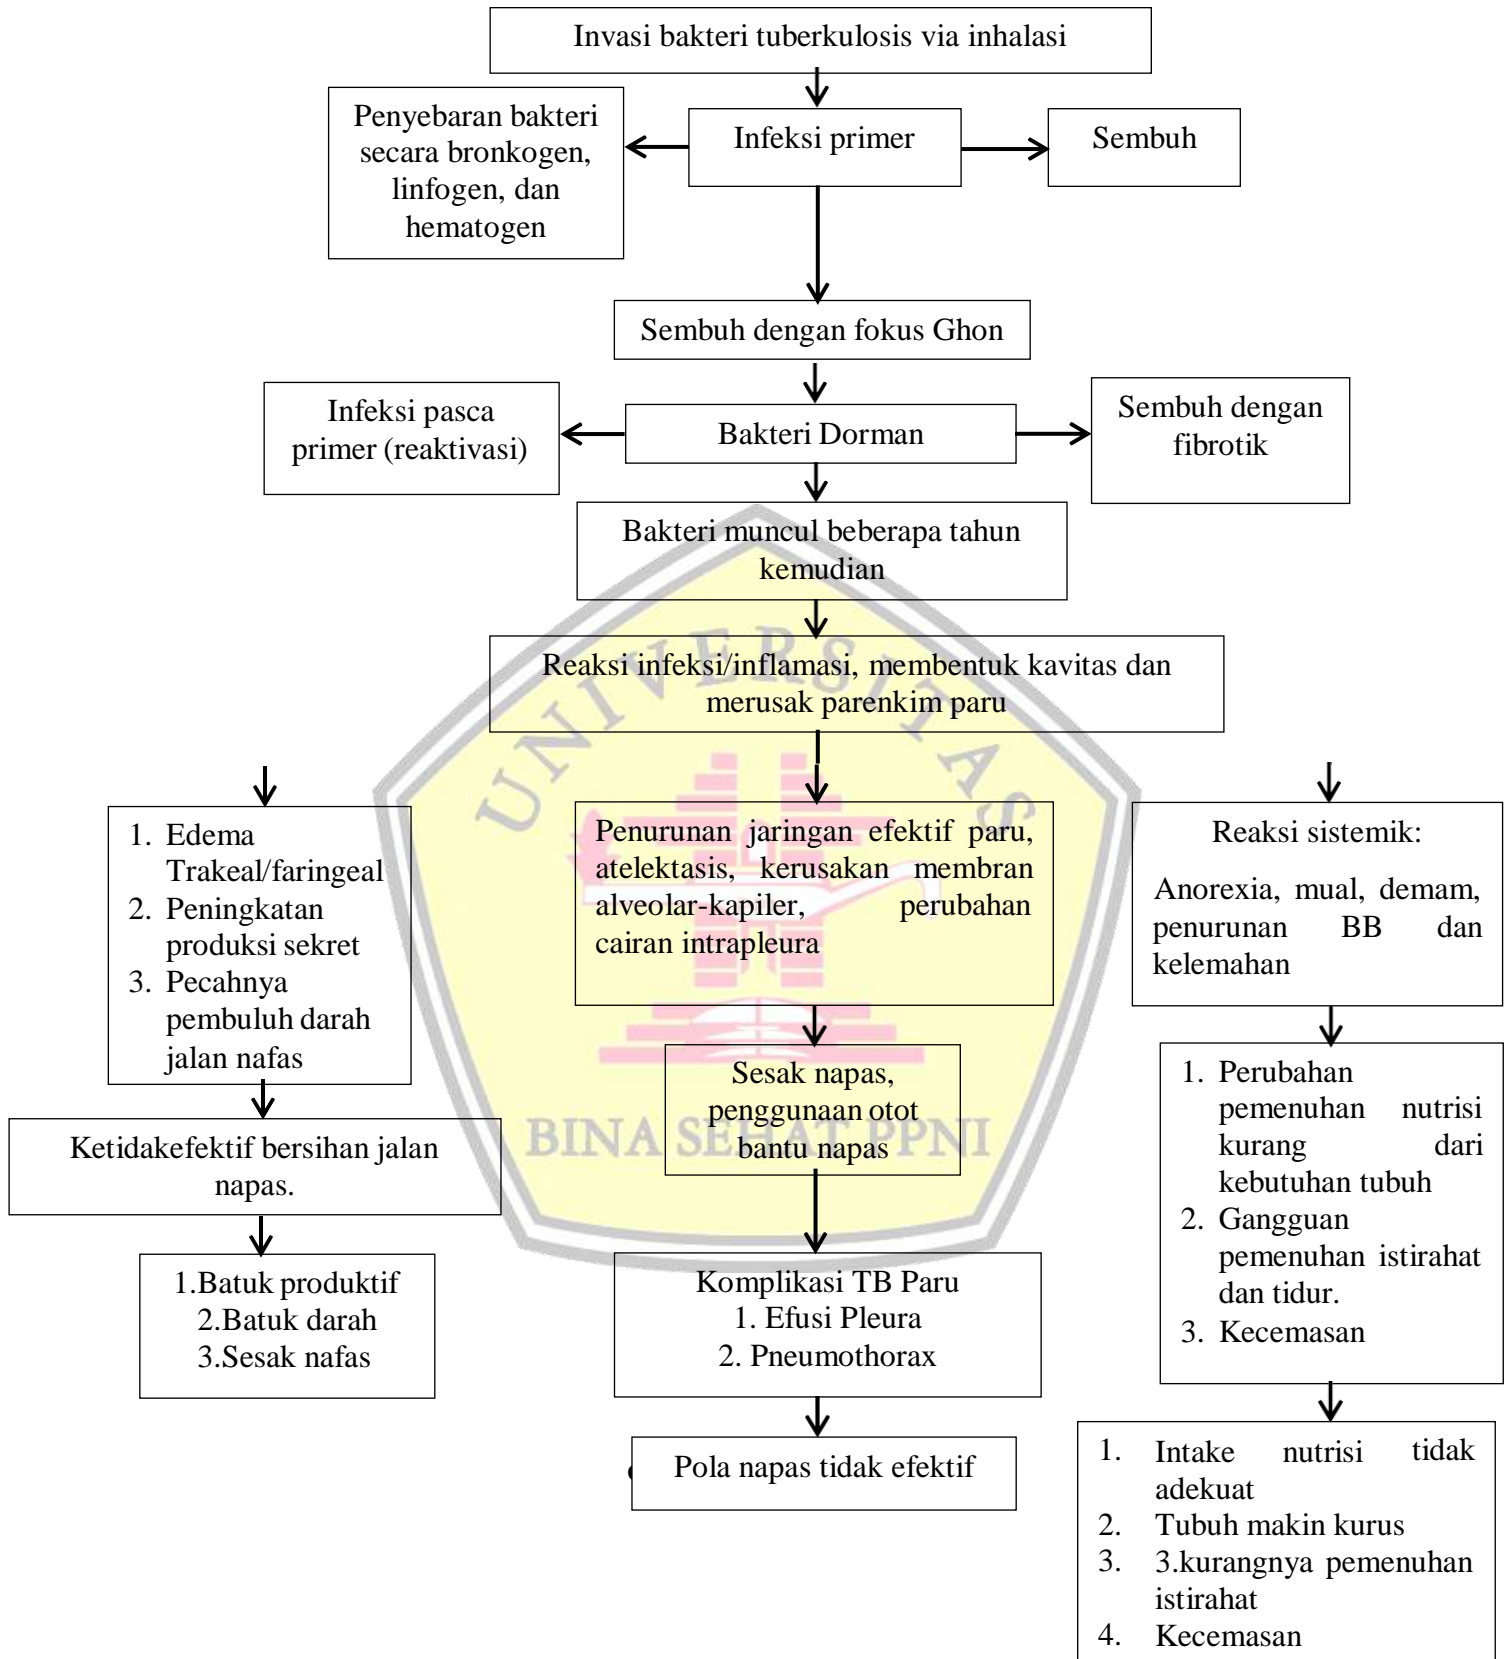 Invasi bakteri tuberkulosis via inhalasi
Penyebaran bakteri
secara bronkogen,
linfogen, dan
hematogen
Infeksi primer
Sembuh
Sembuh dengan fokus Ghon
Infeksi pasca
primer (reaktivasi)
Bakteri Dorman
Sembuh dengan
fibrotik
Bakteri muncul beberapa tahun
kemudian
UNIVERSITAS
Reaksi infeksi/inflamasi, membentuk kavitas dan
merusak parenkim paru
1. Edema
Trakeal/faringeal
2. Peningkatan
produksi sekret
3. Pecahnya
pembuluh darah
jalan nafas
Penurunan jaringan efektif paru,
atelektasis, kerusakan membran
alveolar-kapiler, perubahan
cairan intrapleura
Reaksi sistemik:
Anorexia, mual, demam,
penurunan BB dan
kelemahan
Ketidakefektif bersihan jalan
napas.
Sesak napas,
penggunaan otot
bantu napas
BINA SEHAT PPNI
1. Perubahan
pemenuhan nutrisi
kurang dari
kebutuhan tubuh
2. Gangguan
pemenuhan istirahat
dan tidur.
3. Kecemasan
1.Batuk produktif
2.Batuk darah
3.Sesak nafas
Komplikasi TB Paru
1. Efusi Pleura
2. Pneumothorax
Pola napas tidak efektif
1. Intake nutrisi tidak
adekuat
2. Tubuh makin kurus
3. 3.kurangnya pemenuhan
istirahat
4. Kecemasan